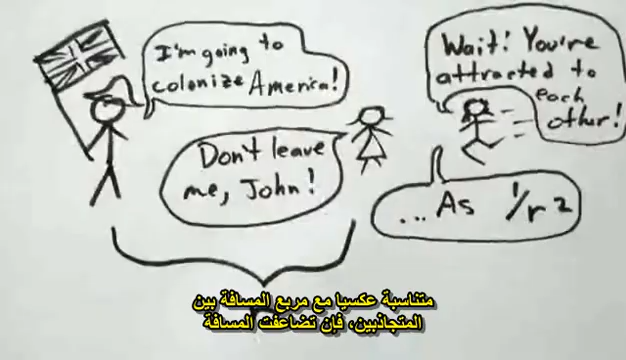 I'm going to
colonize America!
Don't leave
me, John!
Wait! You're
attracted to
each
other!
...As 1/r2
متناسبة عكسيا مع مربع المسافة بين
المتجاذبين، فإن تضاعفت المسافة